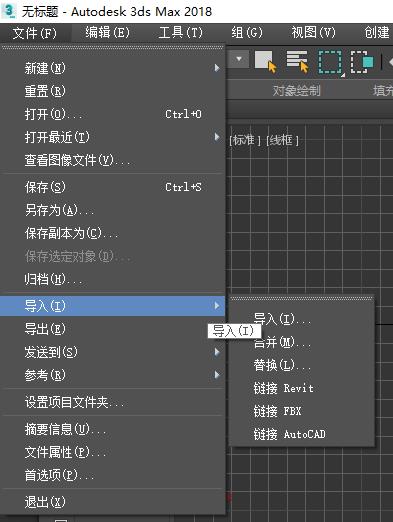 3 无标题 - Autodesk 3ds Max 2018
文件(F) 编辑(E) 工具(T) 组(G) 视图(V) 创建
对象绘制 填充
新建(N)
重置(R)
[标准] [线框]
打开(O)... Ctrl+O
打开最近(T)
查看图像文件(V)...
保存(S) Ctrl+S
另存为(A)...
保存副本为(C)...
保存选定对象(D)...
归档(H)...
导入(I)
导出(E)
发送到(S)
参考(R)
设置项目文件夹...
摘要信息(U)...
文件属性(P)...
首选项(P)...
退出(X)
导入(I)
导入(I)...
合并(M)...
替换(L)...
链接 Revit
链接 FBX
链接 AutoCAD